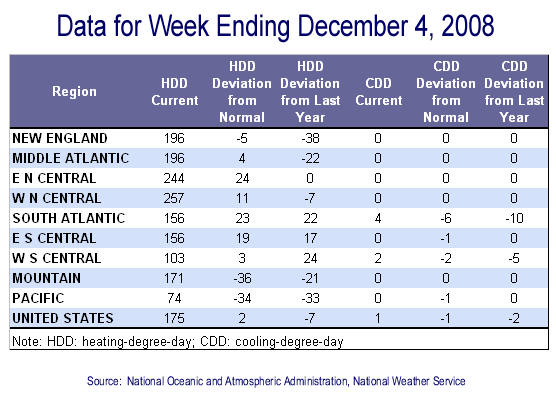 Data for Week Ending December 4, 2008
Region HDD Current HDD Deviation from Normal HDD Deviation from Last Year CDD Current CDD Deviation from Normal CDD Deviation from Last Year
NEW ENGLAND 196 -5 -38 0 0 0
MIDDLE ATLANTIC 196 4 -22 0 0 0
E N CENTRAL 244 24 0 0 0 0
W N CENTRAL 257 11 -7 0 0 0
SOUTH ATLANTIC 156 23 22 4 -6 -10
E S CENTRAL 156 19 17 0 -1 0
W S CENTRAL 103 3 24 2 -2 -5
MOUNTAIN 171 -36 -21 0 0 0
PACIFIC 74 -34 -33 0 -1 0
UNITED STATES 175 2 -7 1 -1 -2
Note: HDD: heating-degree-day; CDD: cooling-degree-day
Source: National Oceanic and Atmospheric Administration, National Weather Service